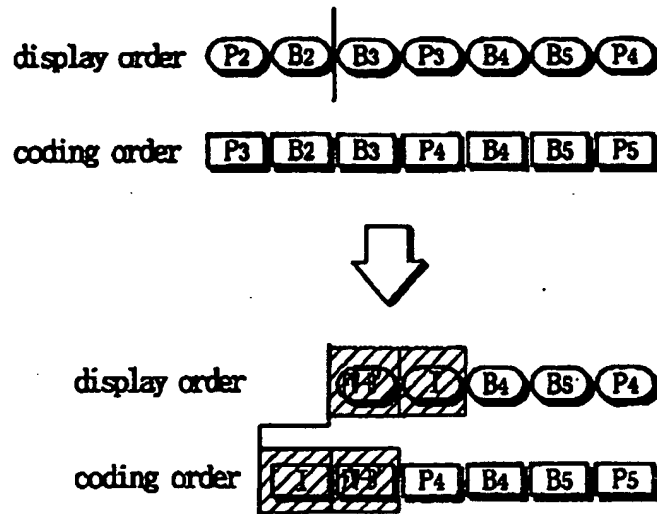 display order P2 B2 B3 P3 B4 B5 P4
coding order P3 B2 B3 P4 B4 B5 P5
display order I B4 B5 P4
coding order I P4 B4 B5 P5